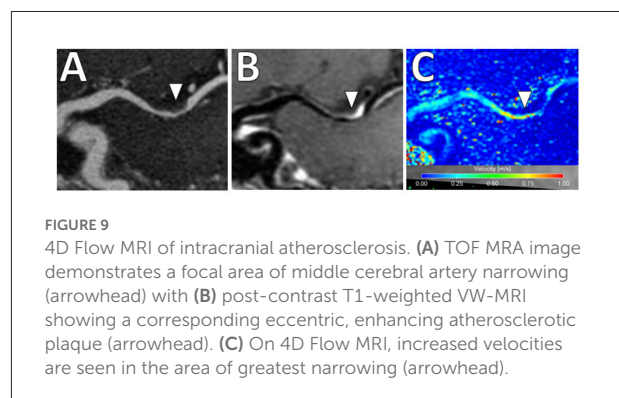 A
B
C
Velocity [m/s]
0.00 0.25 0.50 0.75 1.00
FIGURE 9
4D Flow MRI of intracranial atherosclerosis. (A) TOF MRA image
demonstrates a focal area of middle cerebral artery narrowing
(arrowhead) with (B) post-contrast T1-weighted VW-MRI
showing a corresponding eccentric, enhancing atherosclerotic
plaque (arrowhead). (C) On 4D Flow MRI, increased velocities
are seen in the area of greatest narrowing (arrowhead).